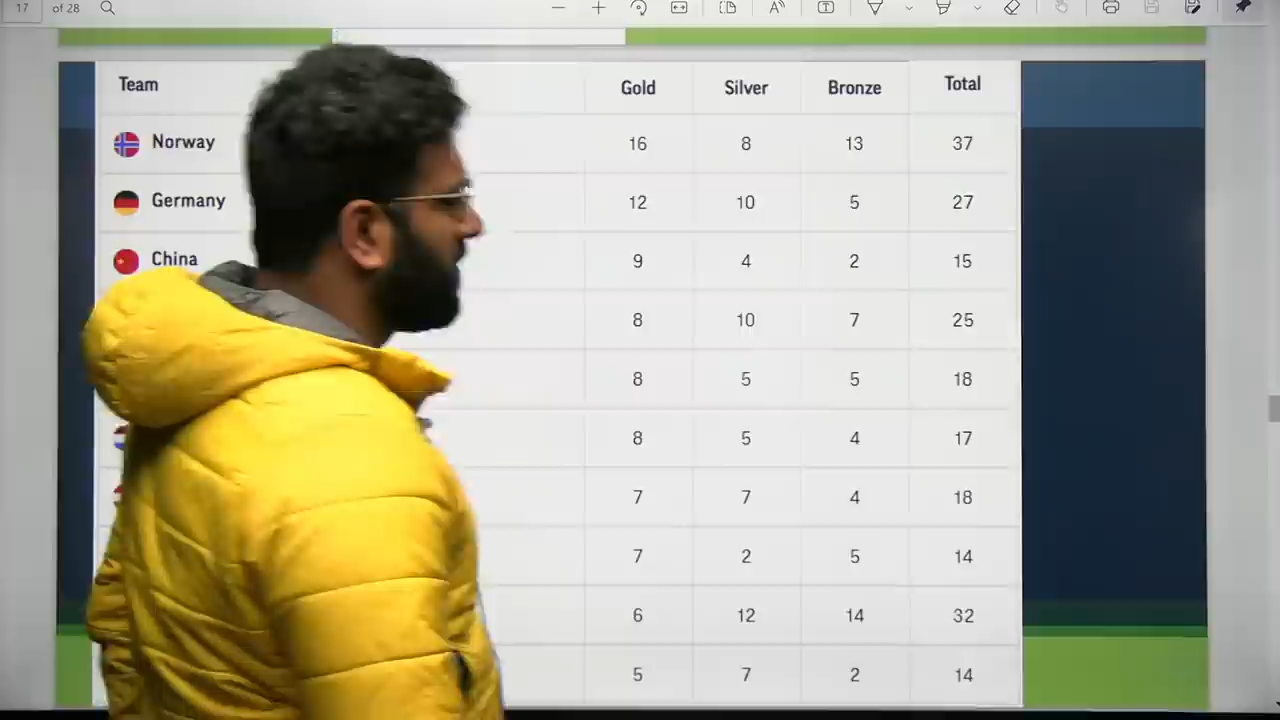 17 of 28
Team Gold Silver Bronze Total
Norway 16 8 13 37
Germany 12 10 5 27
China 9 4 2 15
8 10 7 25
8 5 5 18
8 5 4 17
7 7 4 18
7 2 5 14
6 12 14 32
5 7 2 14